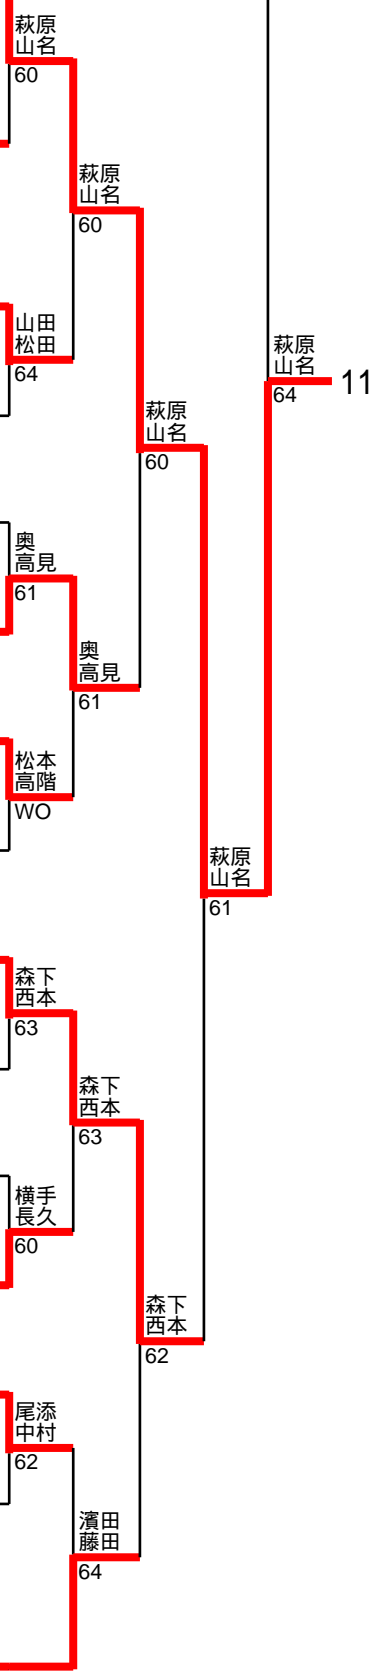 萩原
山名
60
萩原
山名
60
山田
松田
64
萩原
山名
64
11
萩原
山名
60
奥
高見
61
奥
高見
61
松本
高階
WO
萩原
山名
61
森下
西本
63
森下
西本
63
横手
長久
60
森下
西本
62
尾添
中村
62
濱田
藤田
64